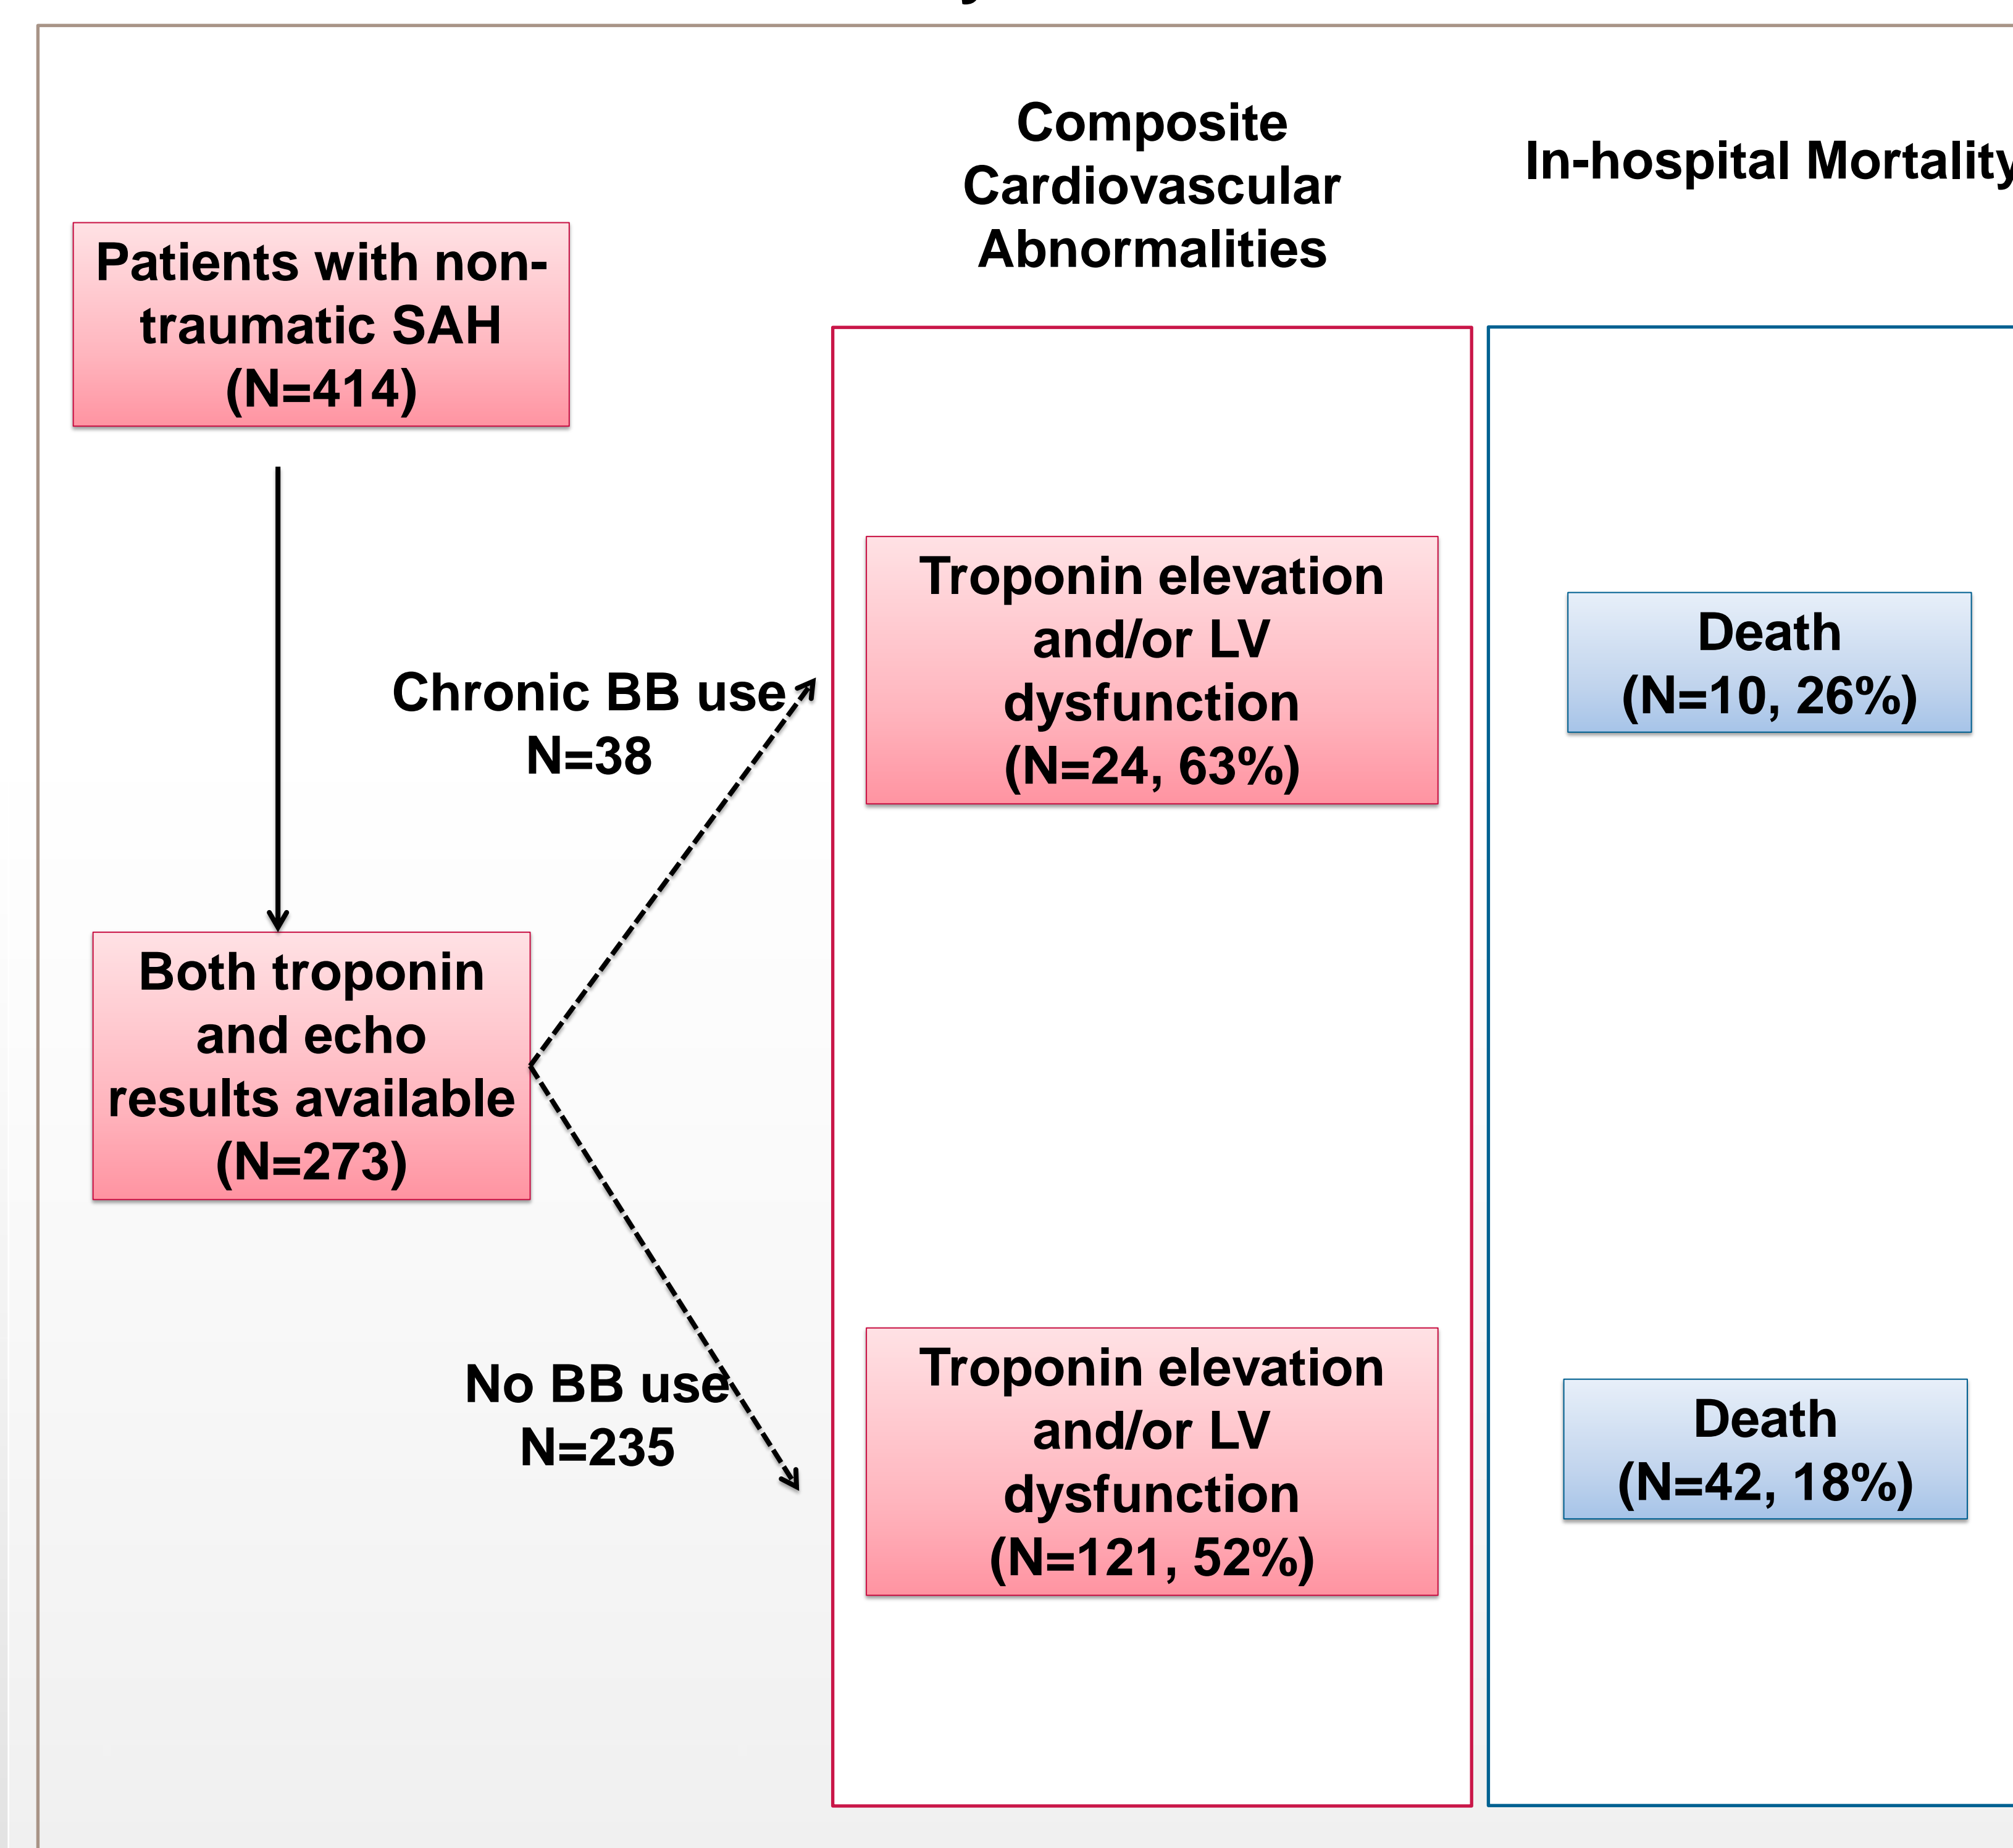 Composite
Cardiovascular
Abnormalities
In-hospital Mortality
Patients with non-
traumatic SAH
(N=414)
Chronic BB use
N=38
Troponin elevation
and/or LV
dysfunction
(N=24, 63%)
Death
(N=10, 26%)
Both troponin
and echo
results available
(N=273)
No BB use
N=235
Troponin elevation
and/or LV
dysfunction
(N=121, 52%)
Death
(N=42, 18%)